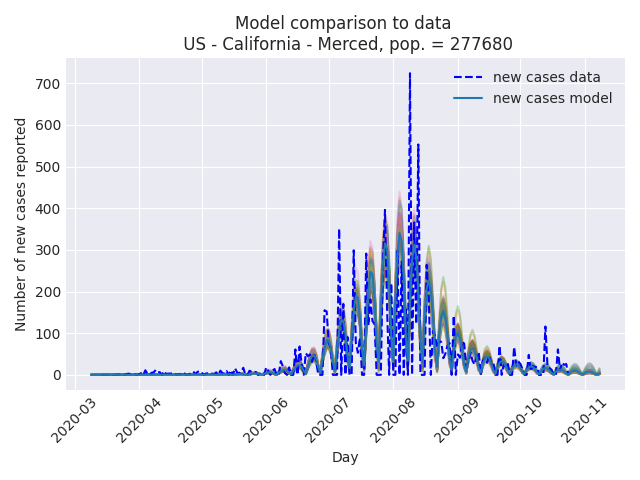 Model comparison to data
US - California - Merced, pop. = 277680
new cases data
new cases model
Number of new cases reported
700
600
500
400
300
200
100
0
2020-03
2020-04
2020-05
2020-06
2020-07
2020-08
2020-09
2020-10
2020-11
Day